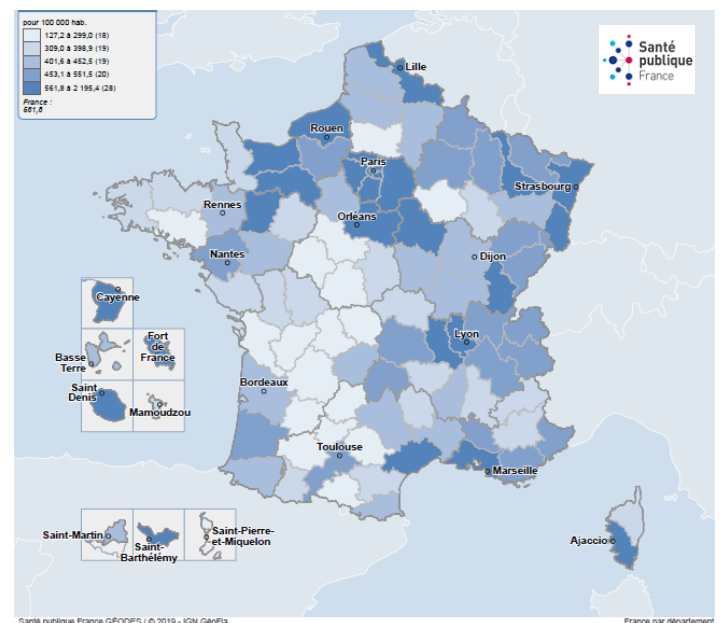 pour 100 000 hab.
127,2 à 299,0 (18)
309,0 à 398,9 (19)
401,6 à 452,5 (19)
453,1 à 551,5 (20)
561,8 à 2 195,4 (28)
France :
561,6
Santé
publique
France
Lille
Rouen
Paris
Strasbourg
Rennes
Orléans
Nantes
Dijon
Cayenne
Lyon
Fort
de
France
Basse
Terre
Bordeaux
Saint
Denis
Mamoudzou
Toulouse
Marseille
Saint-Martin
Saint-
Barthélémy
Saint-Pierre-
et-Miquelon
Ajaccio
Santé publique France GÉODES / © 2019 - IGN GéoFla
France par département